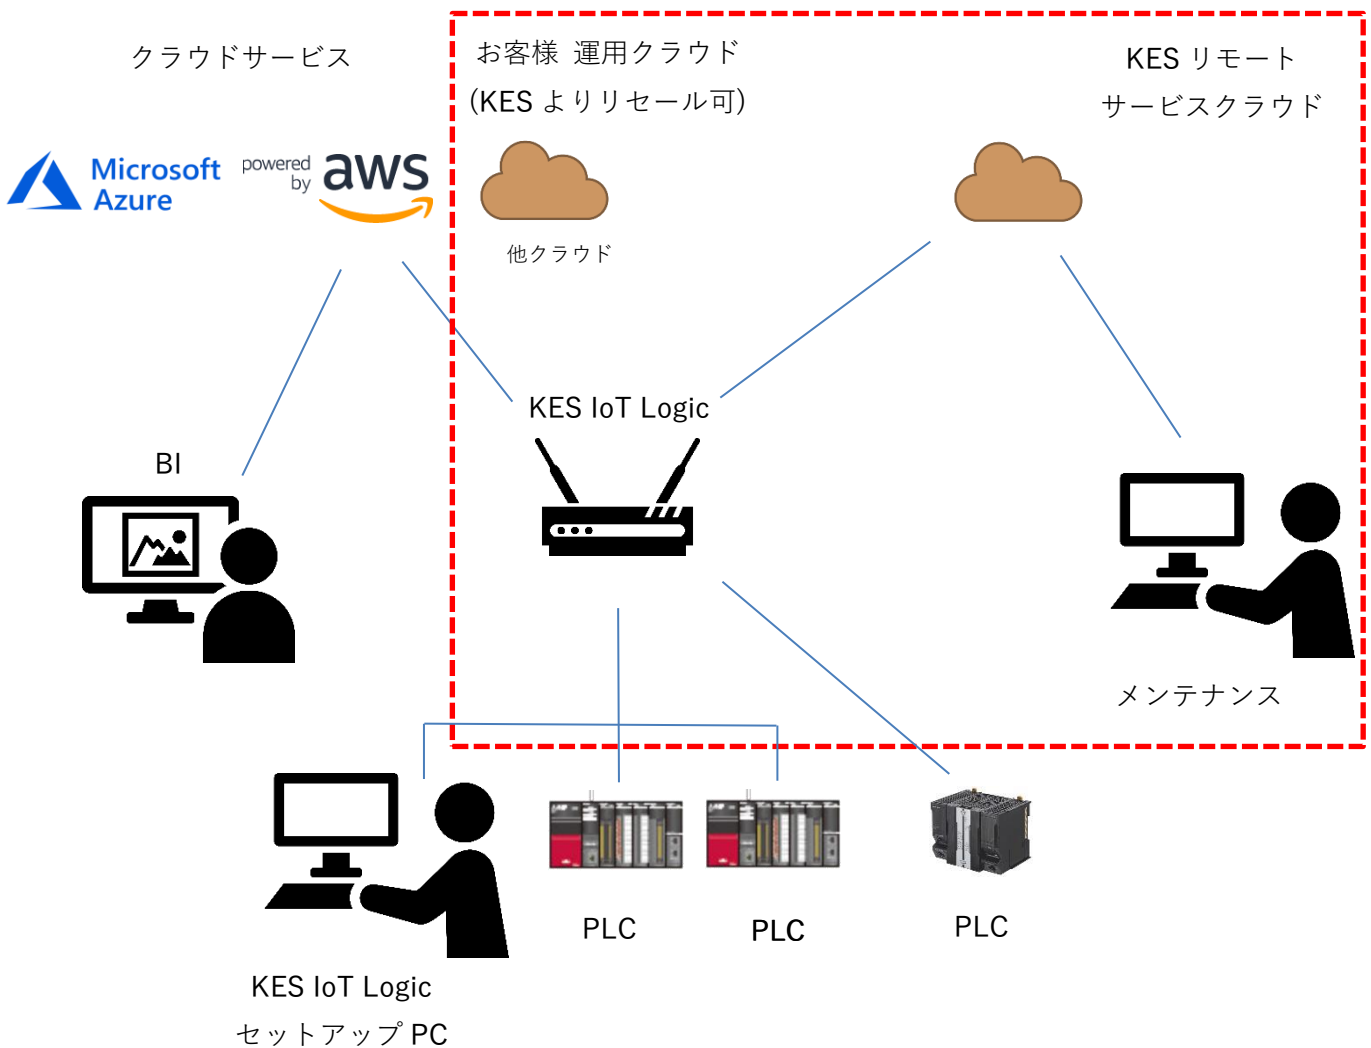 クラウドサービス
お客様 運用クラウド
(KES よりリセール可)
KES リモート
サービスクラウド
Microsoft
Azure
powered
by
aws
他クラウド
KES IoT Logic
BI
メンテナンス
PLC
PLC
PLC
KES IoT Logic
セットアップ PC